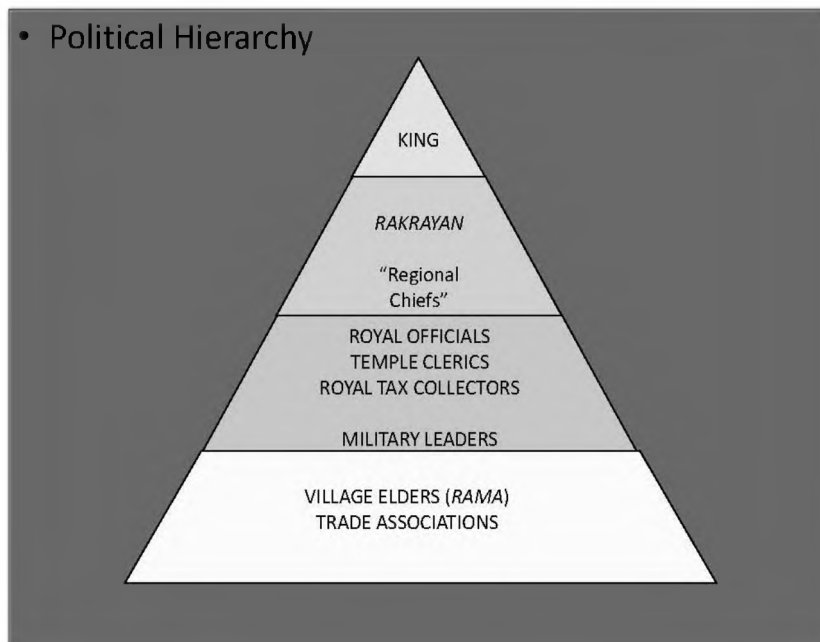 • Political Hierarchy
KING
RAKRAYAN
“Regional
Chiefs”
ROYAL OFFICIALS
TEMPLE CLERICS
ROYAL TAX COLLECTORS
MILITARY LEADERS
VILLAGE ELDERS (RAMA)
TRADE ASSOCIATIONS